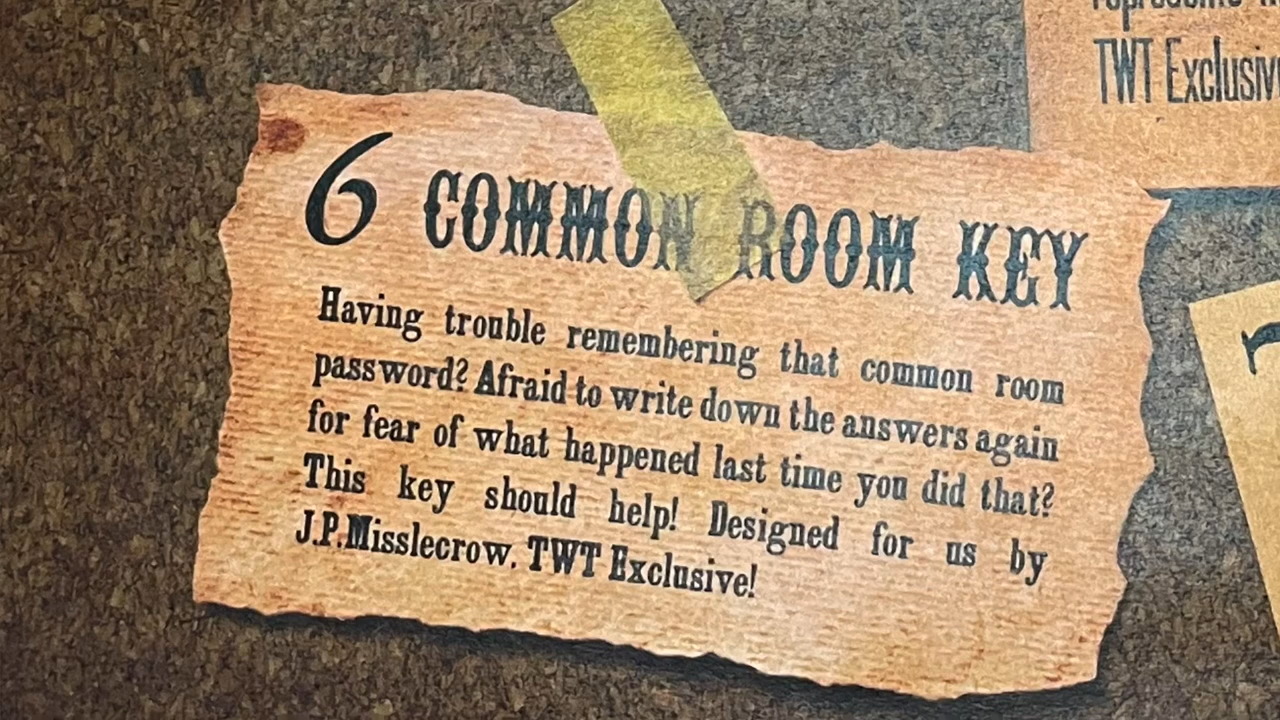 TWT Exclusiv
6 COMMON ROOM KEY
Having trouble remembering that common room
password? Afraid to write down the answers again
for fear of what happened last time you did that?
This key should help! Designed for us by
J.P.Misslecrow. TWT Exclusive!